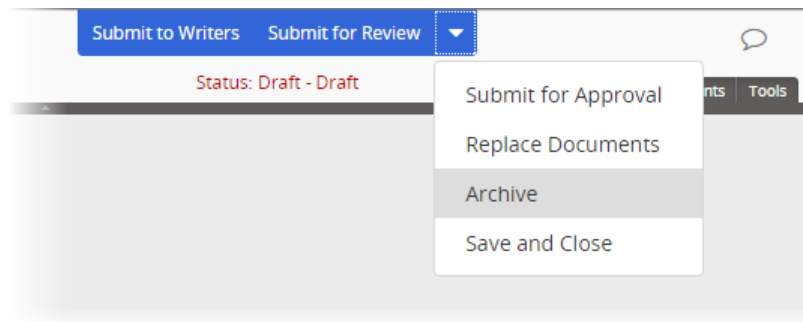 Submit to Writers Submit for Review
Status: Draft - Draft
Submit for Approval
nts Tools
Replace Documents
Archive
Save and Close